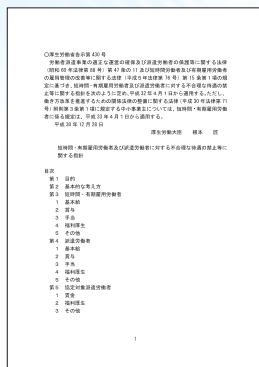 ○厚生労働省告示第 430 号
労働者派遣事業の適正な運営の確保及び派遣労働者の保護等に関する法律
（昭和 60 年法律第 88 号）第 47 条の 11 及び短時間労働者及び有期雇用労働者
の雇用管理の改善等に関する法律（平成５年法律第 76 号）第 15 条第１項の規
定に基づき、短時間・有期雇用労働者及び派遣労働者に対する不合理な待遇の禁
止等に関する指針を次のように定め、平成 32 年４月１日から適用する。ただし、
働き方改革を推進するための関係法律の整備に関する法律（平成 30 年法律第 71
号）附則第３条第１項に規定する中小事業主については、短時間・有期雇用労働
者に係る規定は、平成 33 年４月１日から適用する。
平成 30 年 12 月 28 日
厚生労働大臣　根本　匠
短時間・有期雇用労働者及び派遣労働者に対する不合理な待遇の禁止等に
関する指針
目次
第１　目的
第２　基本的な考え方
第３　短時間・有期雇用労働者
１　基本給
２　賞与
３　手当
４　福利厚生
５　その他
第４　派遣労働者
１　基本給
２　賞与
３　手当
４　福利厚生
５　その他
第５　協定対象派遣労働者
１　賃金
２　福利厚生
３　その他
1